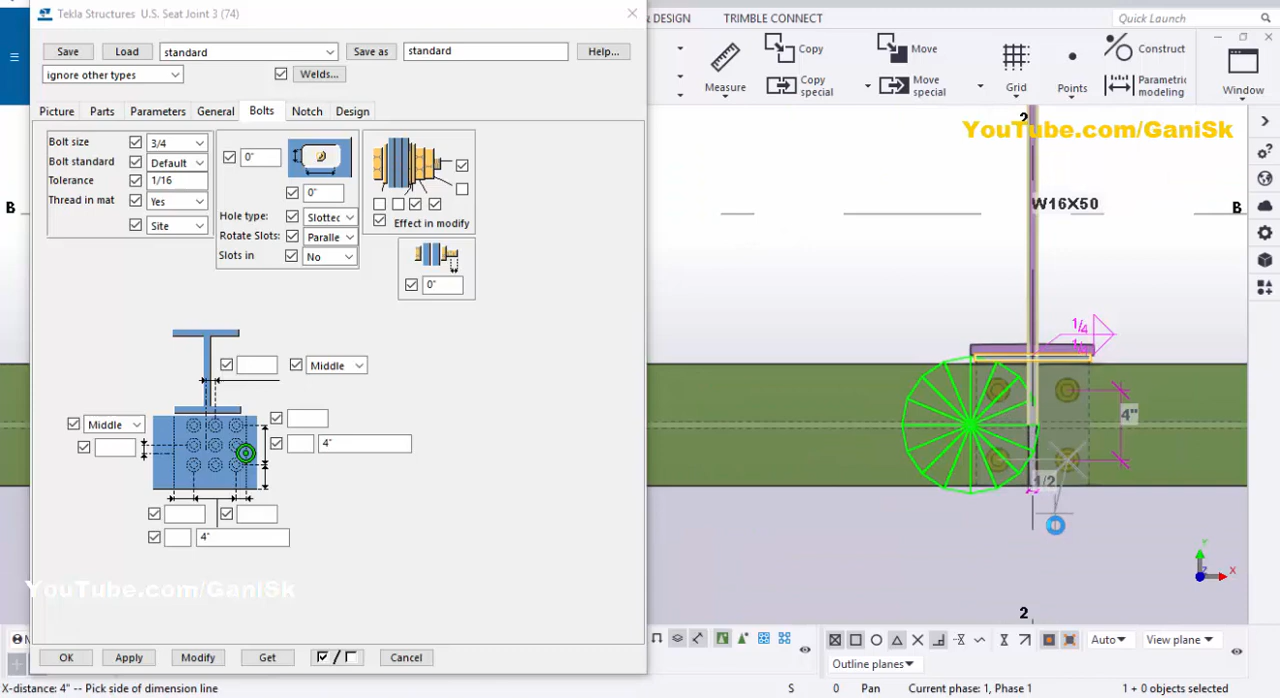 Tekla Structures U.S. Seat Joint 3 (74)
& DESIGN
TRIMBLE CONNECT
Quick Launch
Save
Load
standard
Save as
standard
Help...
ignore other types
Welds...
Picture
Parts
Parameters
General
Bolts
Notch
Design
Measure
Copy
Copy
special
Move
Move
special
Grid
Points
Construct
Parametric
modeling
Window
Bolt size
3/4
Bolt standard
Default
Tolerance
1/16
Thread in mat
Yes
Site
0"
0"
Hole type:
Slotted
Rotate Slots:
Paralle
Slots in
No
Effect in modify
0"
Middle
Middle
4"
4"
2
YouTube.com/GaniSk
B
W16X50
B
1/4
1/4
4"
1/2
Y
X
2
YouTube.com/GaniSk
OK
Apply
Modify
Get
/
Cancel
Auto
View plane
Outline planes
X-distance: 4" -- Pick side of dimension line
S
0
Pan
Current phase: 1, Phase 1
1 + 0 objects selected